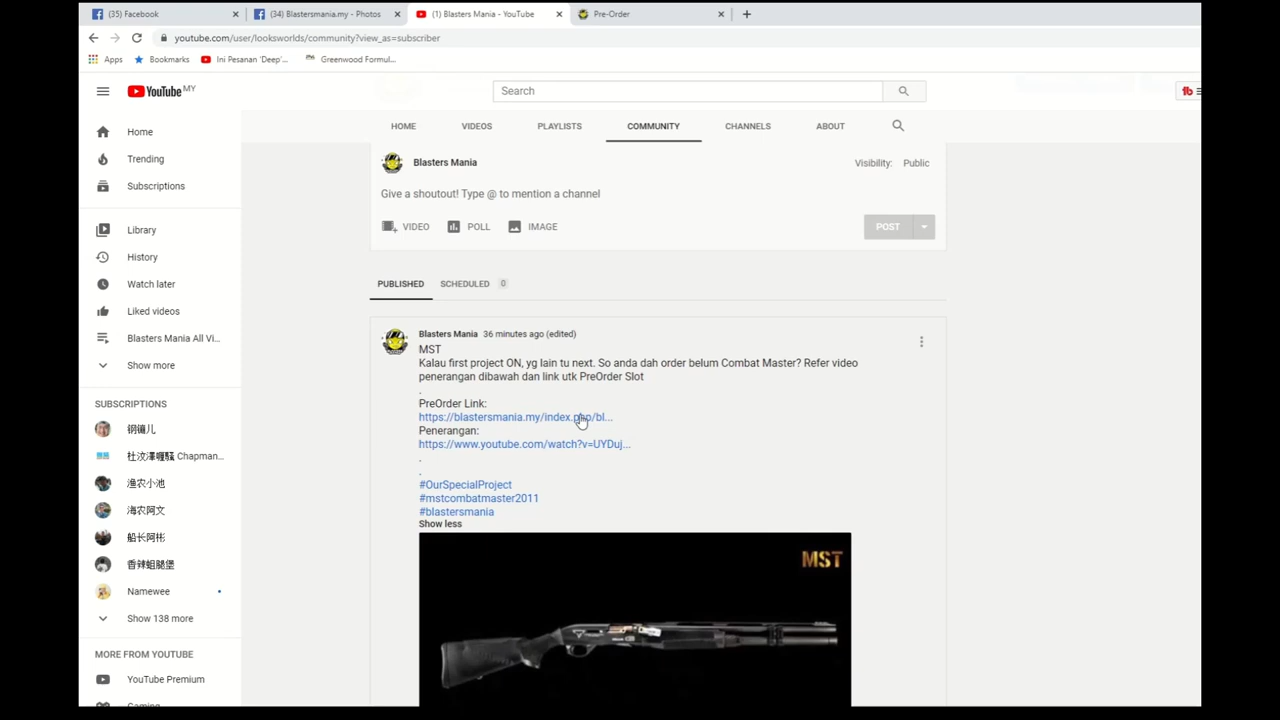 (35) Facebook
(34) Blastersmania.my - Photos
(1) Blasters Mania - YouTube
Pre-Order
youtube.com/user/looksworlds/community?view_as=subscriber
Apps
Bookmarks
Ini Pesanan 'Deep'...
Greenwood Formul...
YouTube MY
Search
Home
Trending
Subscriptions
Library
History
Watch later
Liked videos
Blasters Mania All Vi...
Show more
SUBSCRIPTIONS
钢镚儿
杜汶澤喱騷 Chapman...
渔农小池
海农阿文
船长阿彬
香辣蛆腿堡
Namewee
Show 138 more
MORE FROM YOUTUBE
YouTube Premium
Gaming
HOME
VIDEOS
PLAYLISTS
COMMUNITY
CHANNELS
ABOUT
Blasters Mania
Visibility: Public
Give a shoutout! Type @ to mention a channel
VIDEO
POLL
IMAGE
POST
PUBLISHED
SCHEDULED 0
Blasters Mania 36 minutes ago (edited)
MST
Kalau first project ON, yg lain tu next. So anda dah order belum Combat Master? Refer video
penerangan dibawah dan link utk PreOrder Slot
.
PreOrder Link:
https://blastersmania.my/index.php/bl...
Penerangan:
https://www.youtube.com/watch?v=UYDuj...
.
.
#OurSpecialProject
#mstcombatmaster2011
#blastersmania
Show less
MST